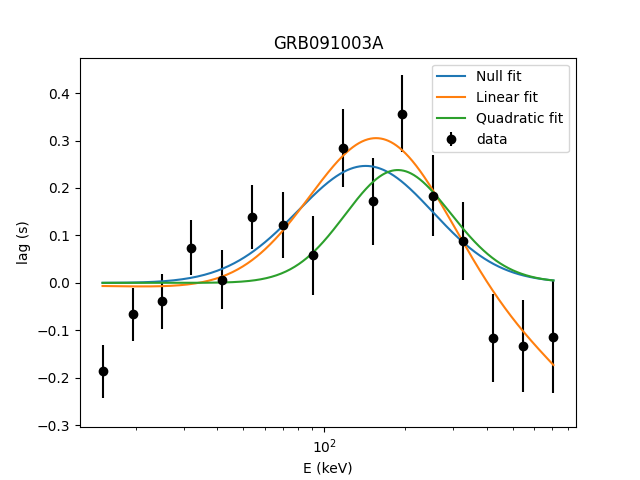 GRB091003A
Null fit
Linear fit
Quadratic fit
data
lag (s)
0.4
0.3
0.2
0.1
0.0
−0.1
−0.2
−0.3
10²
E (keV)